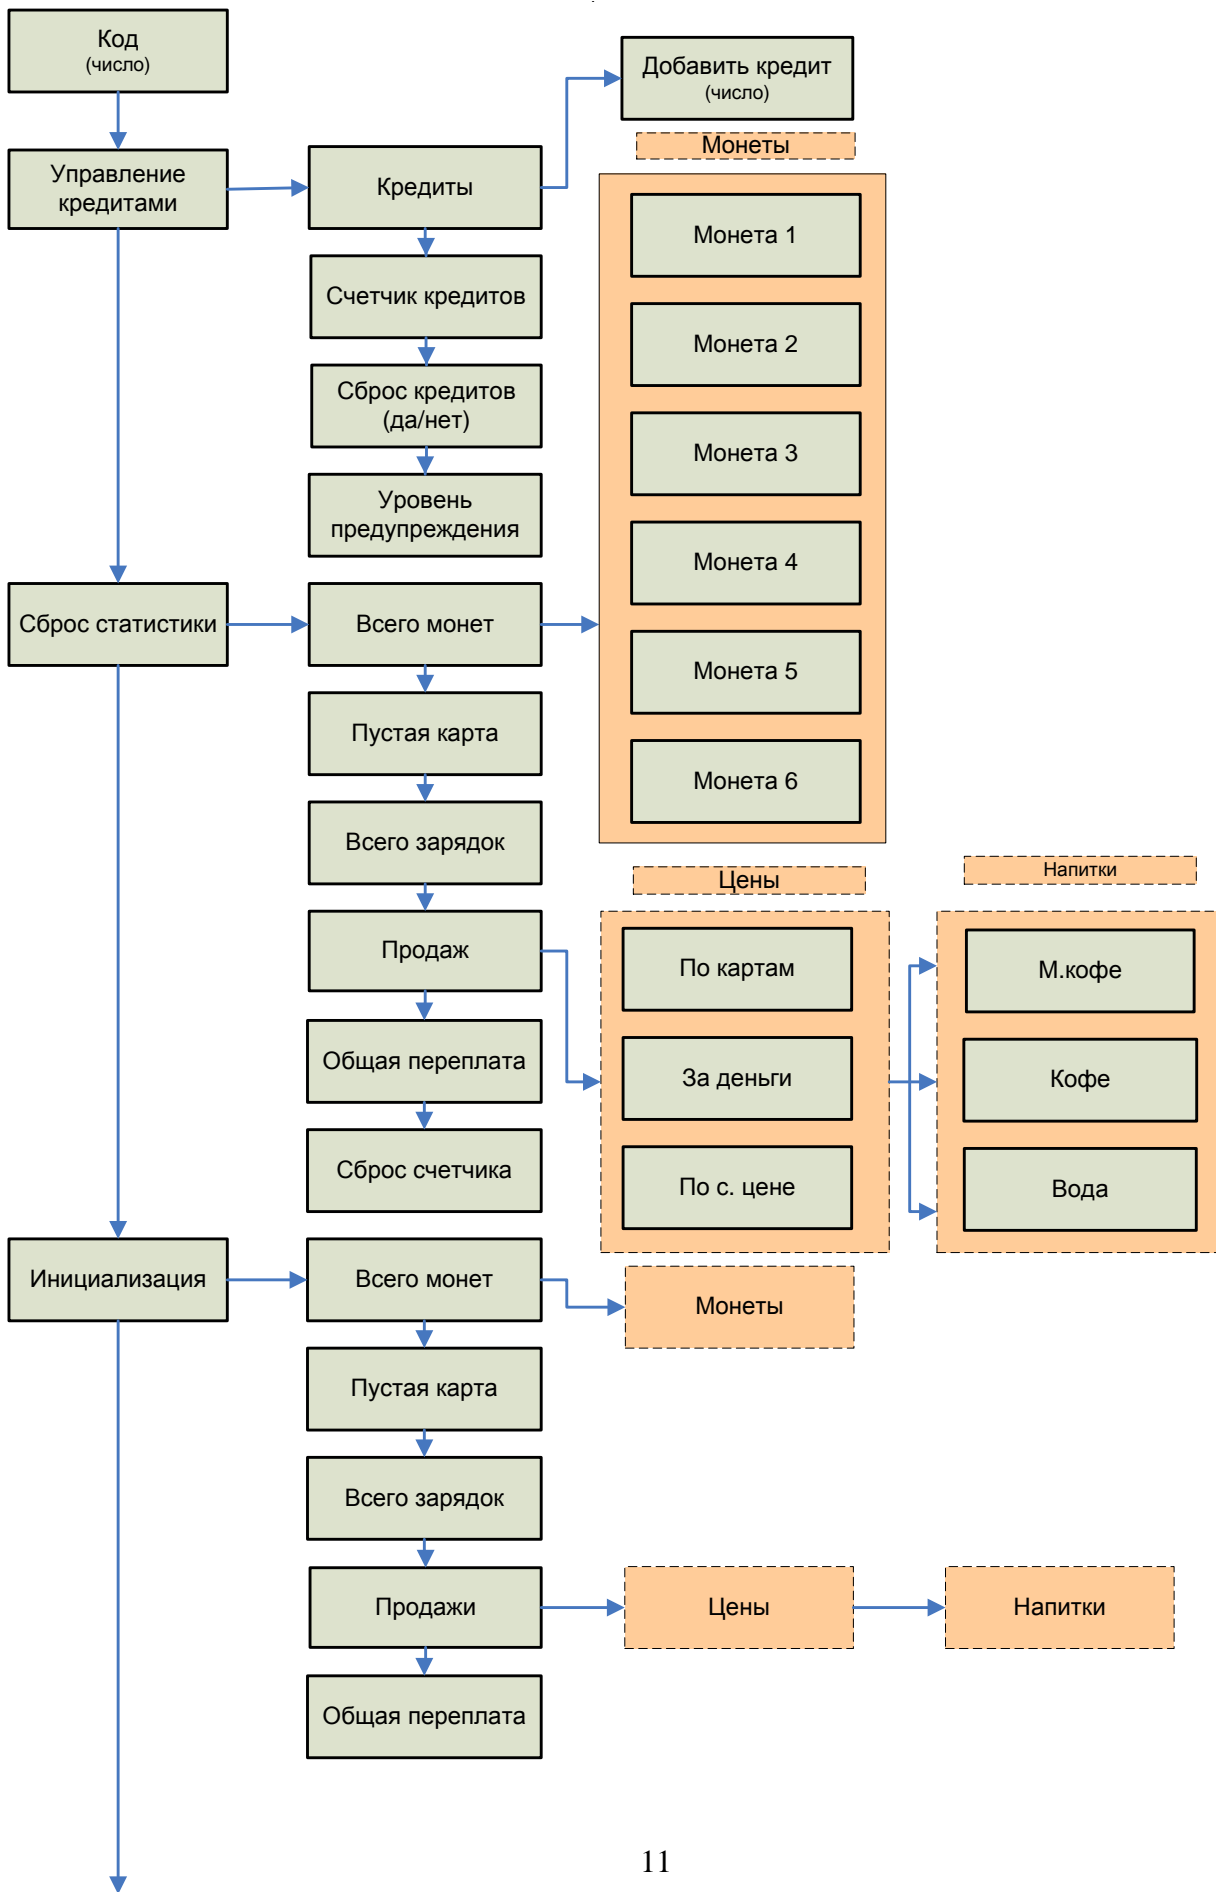 Код
(число)
Добавить кредит
(число)
Монеты
Управление
кредитами
Кредиты
Монета 1
Счетчик кредитов
Монета 2
Сброс кредитов
(да/нет)
Монета 3
Уровень
предупреждения
Монета 4
Сброс статистики
Всего монет
Монета 5
Пустая карта
Монета 6
Всего зарядок
Цены
Напитки
Продаж
По картам
М.кофе
Общая переплата
За деньги
Кофе
Сброс счетчика
По с. цене
Вода
Инициализация
Всего монет
Монеты
Пустая карта
Всего зарядок
Продажи
Цены
Напитки
Общая переплата
11